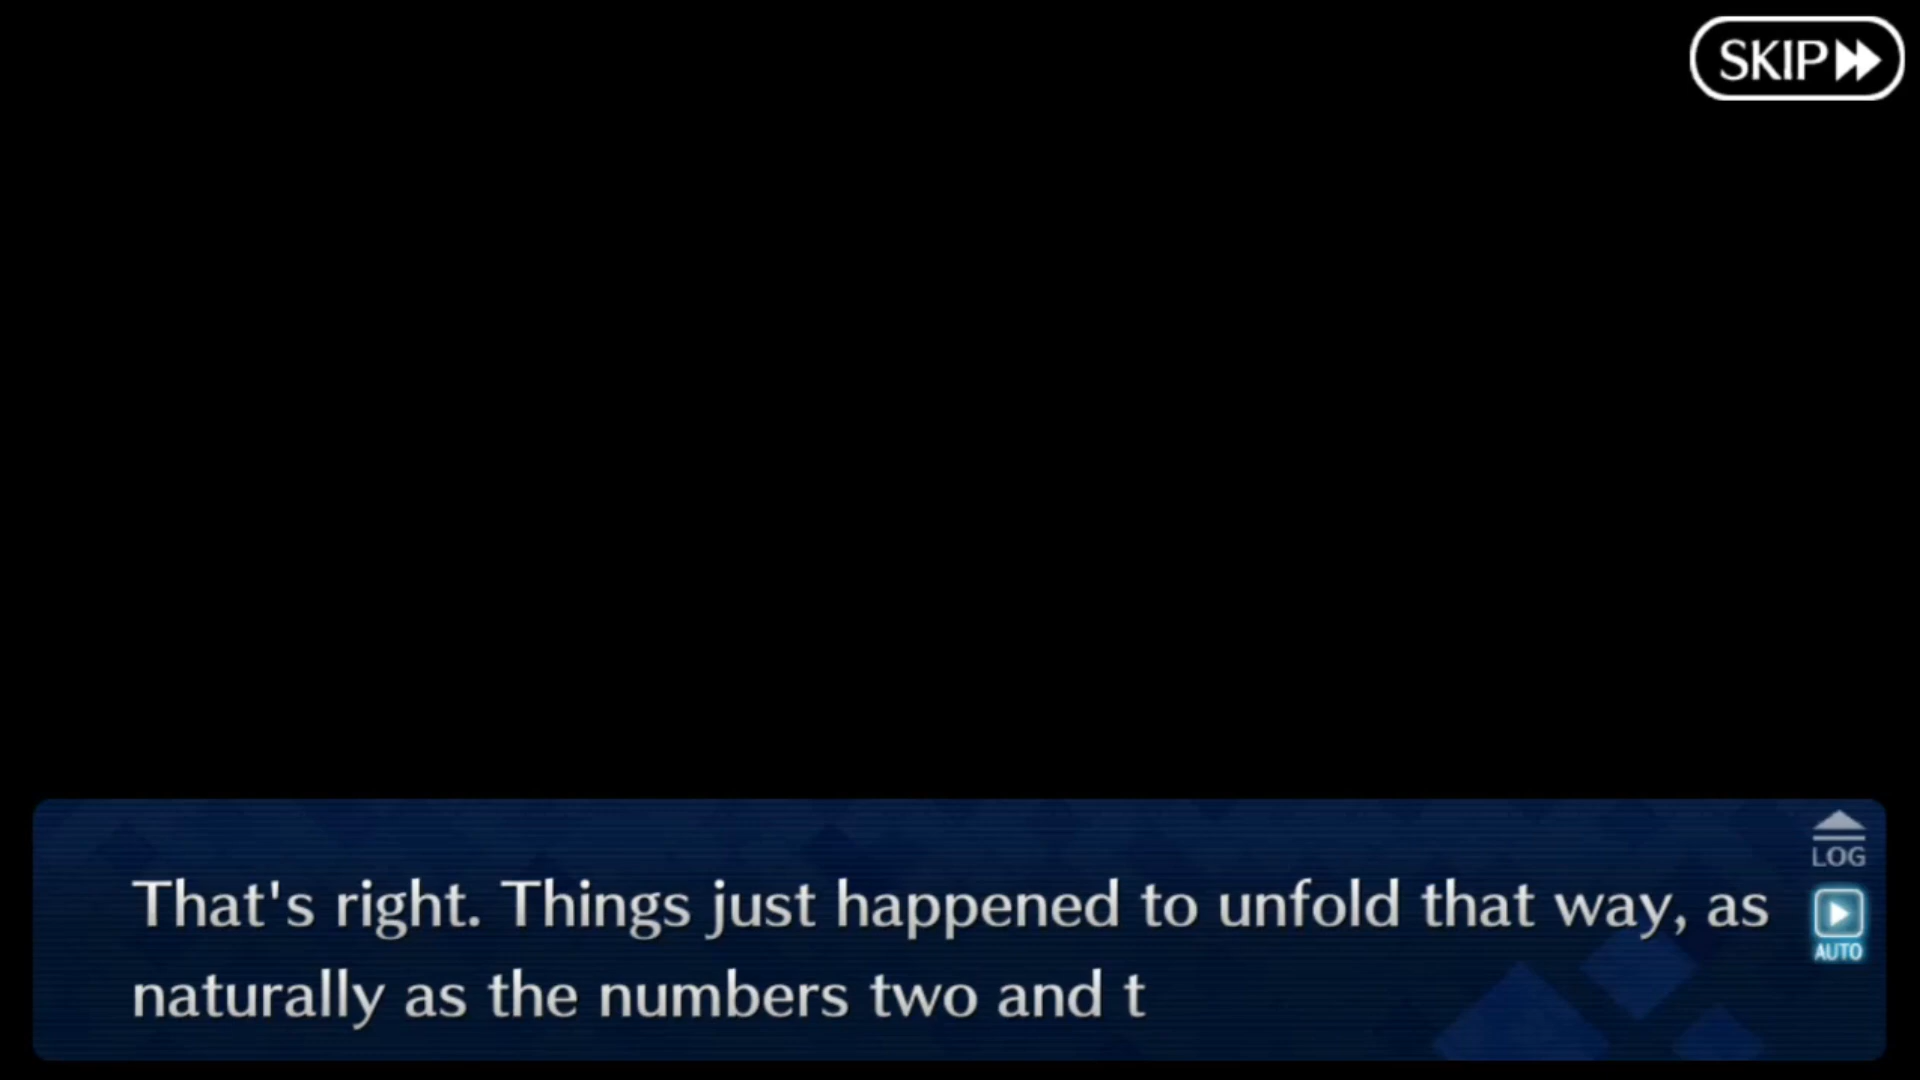 SKIP
LOG
That's right. Things just happened to unfold that way, as
naturally as the numbers two and t
AUTO